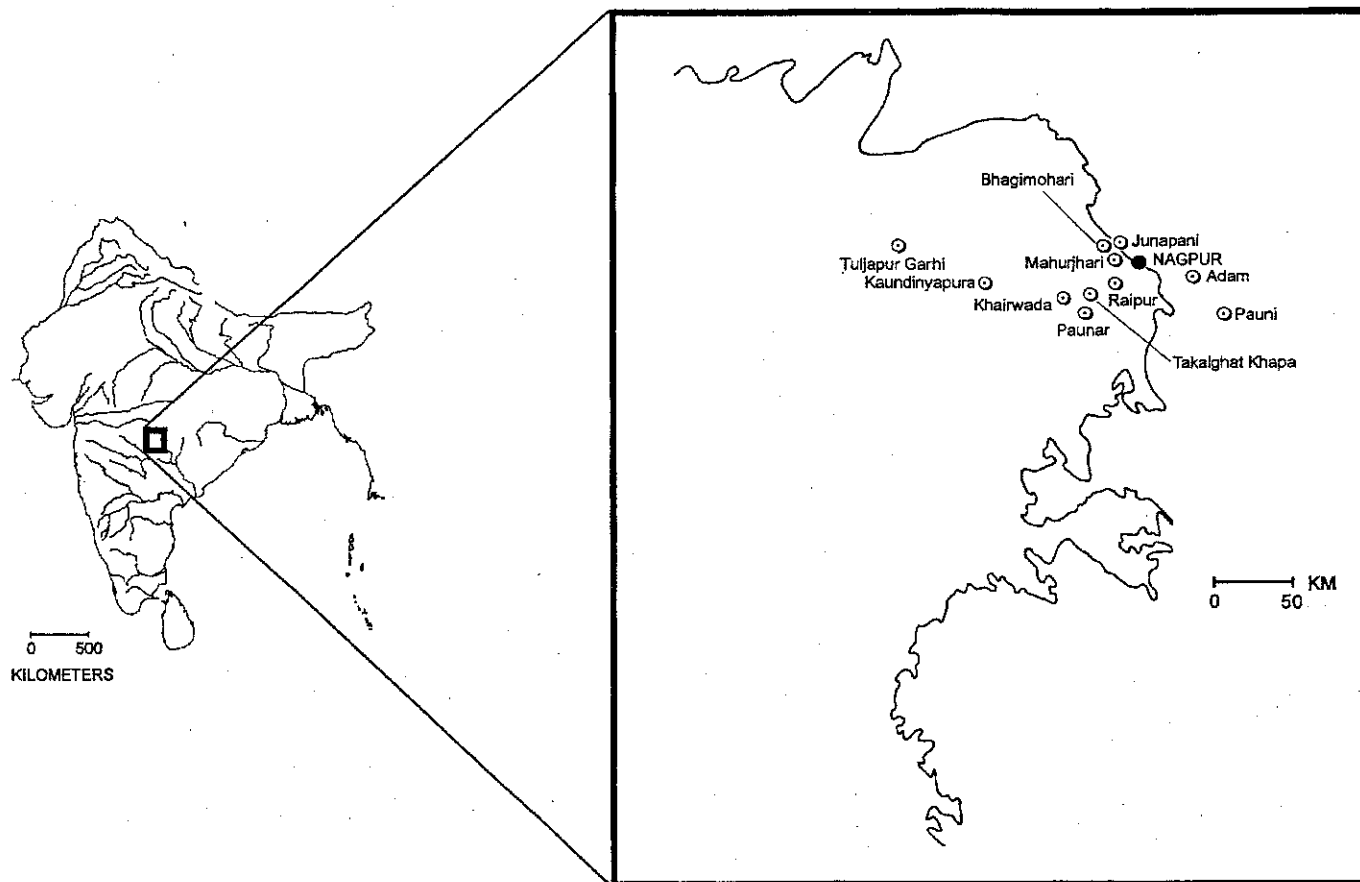 0 500
KILOMETERS
Bhagimohari
Junapani
Tuljapur Garhi
Mahurjhari
NAGPUR
Kaundinyapura
Adam
Khairwada
Raipur
Paunar
Pauni
Takalghat Khapa
KM
0 50